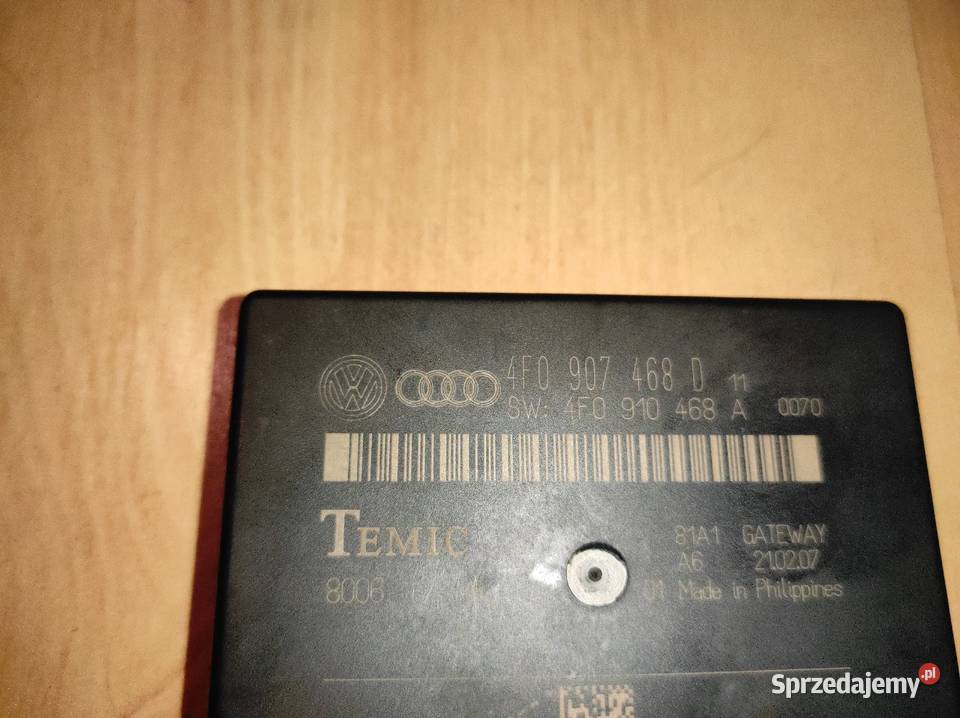 4F0 907 468 D 11
SW: 4F0 910 468 A 0070
TEMIC
81A1 GATEWAY
A6 21.02.07
8006 01 Made in Philippines
Sprzedajemy.pl